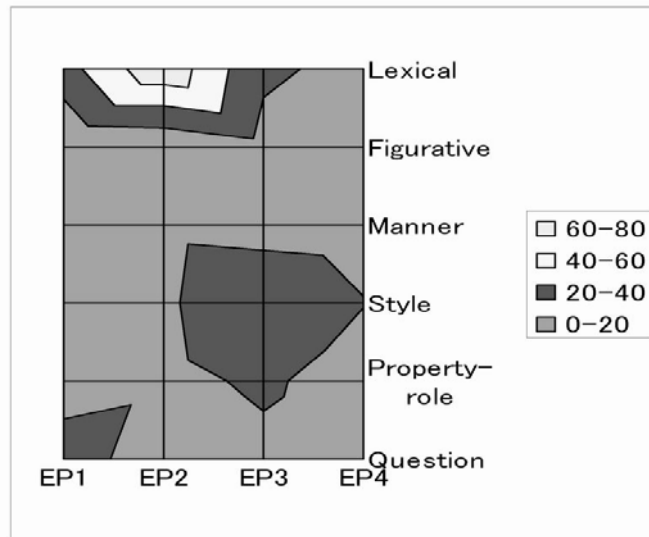 Lexical
Figurative
Manner
Style
Property-
role
Question
EP1 EP2 EP3 EP4
60-80
40-60
20-40
0-20